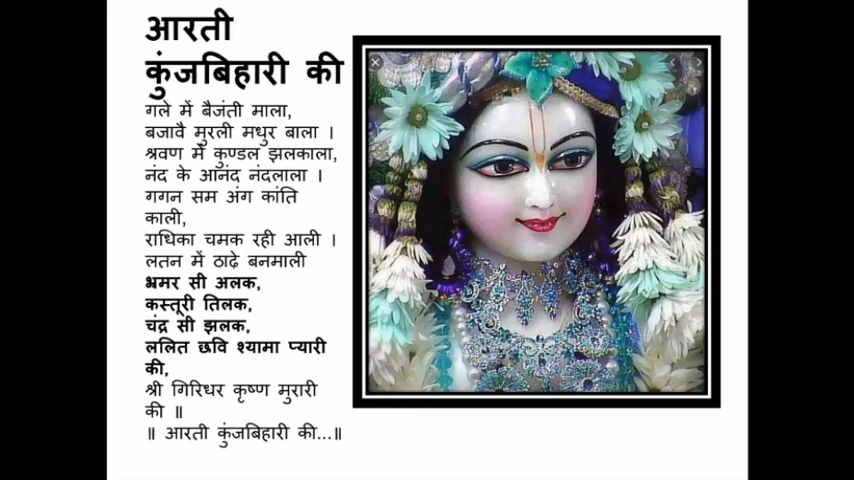 आरती
कुंजबिहारी की
गले में बैजंती माला,
बजावै मुरली मधुर बाला ।
श्रवण में कुण्डल झलकाला,
नंद के आनंद नंदलाला ।
गगन सम अंग कांति
काली,
राधिका चमक रही आली ।
लतन में ठाढ़े बनमाली
भ्रमर सी अलक,
कस्तूरी तिलक,
चंद्र सी झलक,
ललित छवि श्यामा प्यारी
की,
श्री गिरिधर कृष्ण मुरारी
की ॥
॥ आरती कुंजबिहारी की...॥